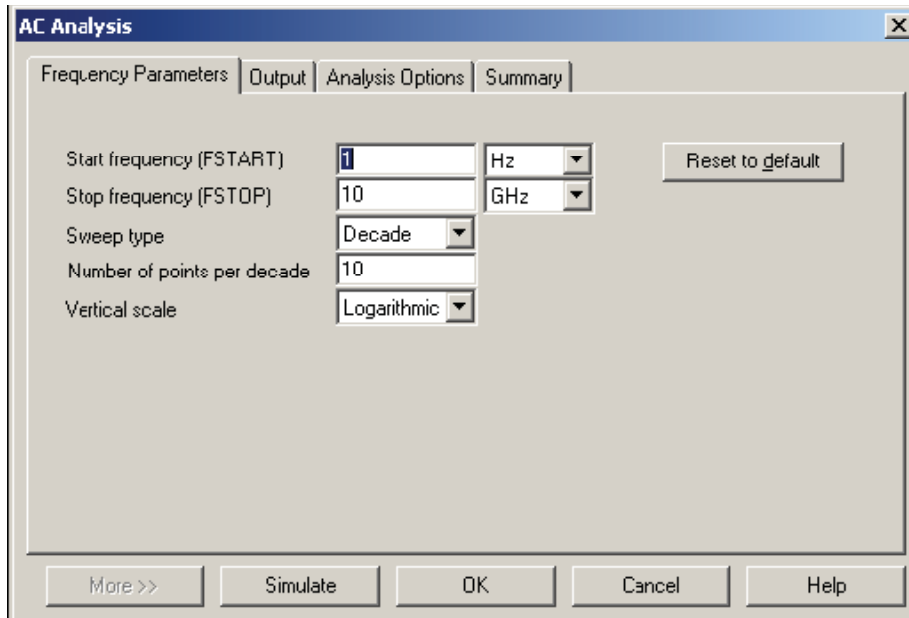 AC Analysis
Frequency Parameters Output Analysis Options Summary
Start frequency (FSTART) 1 Hz Reset to default
Stop frequency (FSTOP) 10 GHz
Sweep type Decade
Number of points per decade 10
Vertical scale Logarithmic
More >> Simulate OK Cancel Help